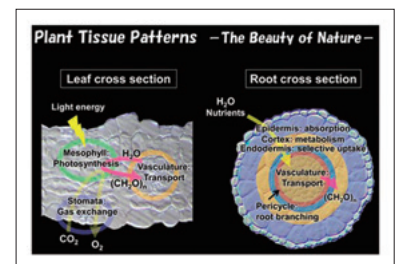 Plant Tissue Patterns – The Beauty of Nature –
Leaf cross section
Light energy
Mesophyll:
Photosynthesis
H₂O
Vasculature:
Transport
(CH₂O)n
Stomata
Gas exchange
CO₂
O₂
Root cross section
H₂O
Nutrients
Epidermis: absorption
Cortex: metabolism
Endodermis: selective uptake
Vasculature:
Transport
(CH₂O)n
Pericycle
root branching